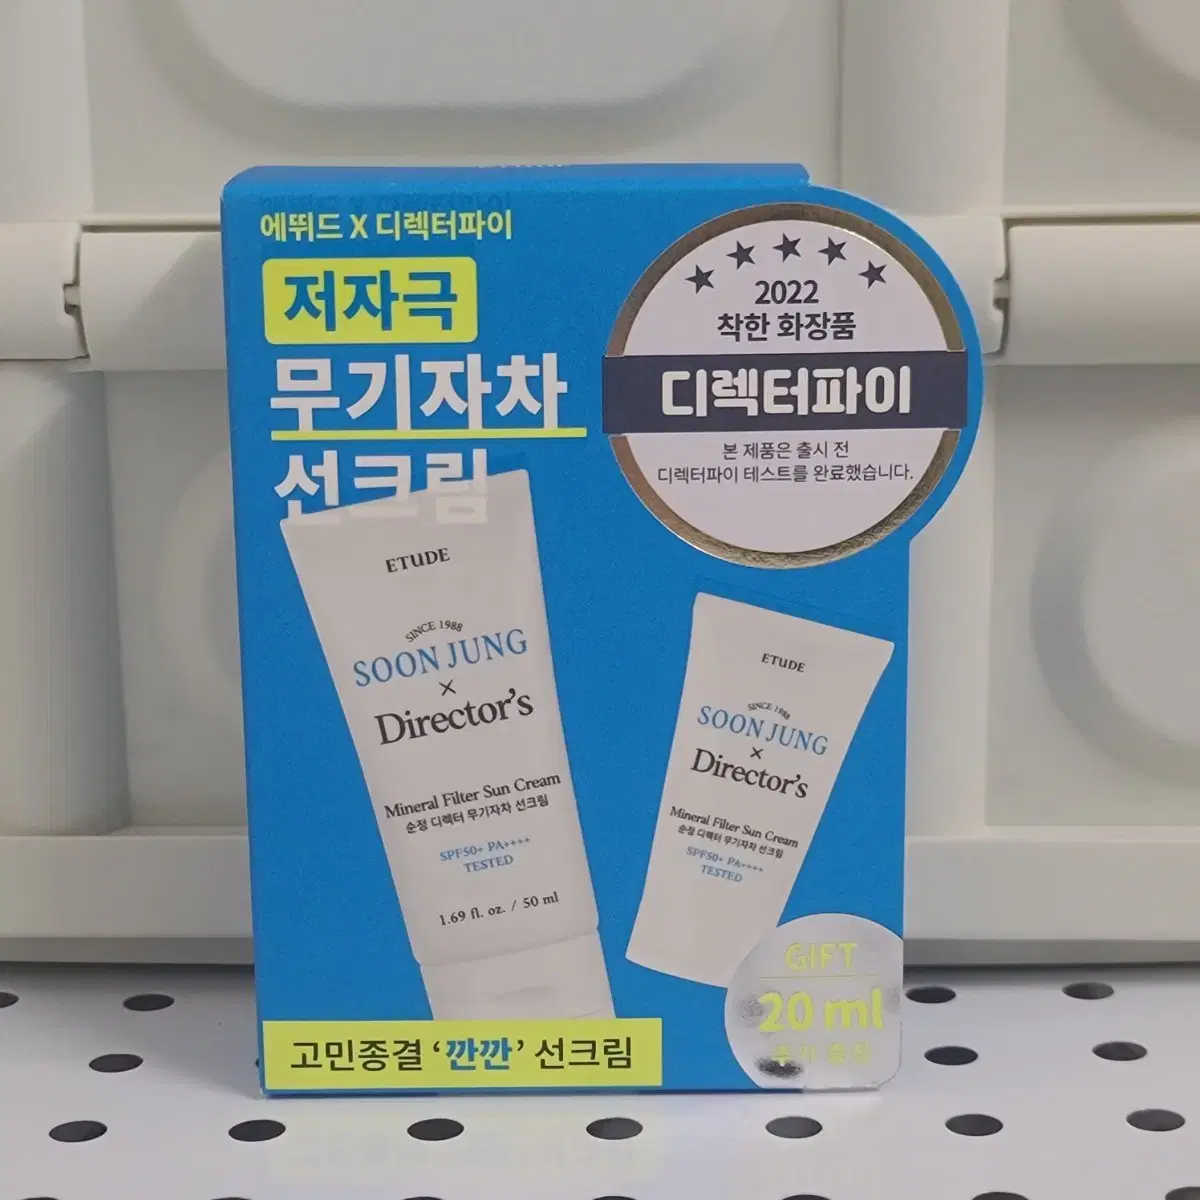 에뛰드 X 디렉터파이
저자극
무기자차
선크림
2022
착한 화장품
디렉터파이
본 제품은 출시 전
디렉터파이 테스트를 완료했습니다.
ETUDE
SINCE 1988
SOON JUNG
×
Director's
Mineral Filter Sun Cream
순정 디렉터 무기자차 선크림
SPF50+ PA++++
TESTED
1.69 fl. oz. / 50 ml
ETUDE
SINCE 1988
SOON JUNG
×
Director's
Mineral Filter Sun Cream
순정 디렉터 무기자차 선크림
SPF50+ PA++++
TESTED
GIFT
20 ml
추가 증정
고민종결 ‘깐깐’ 선크림